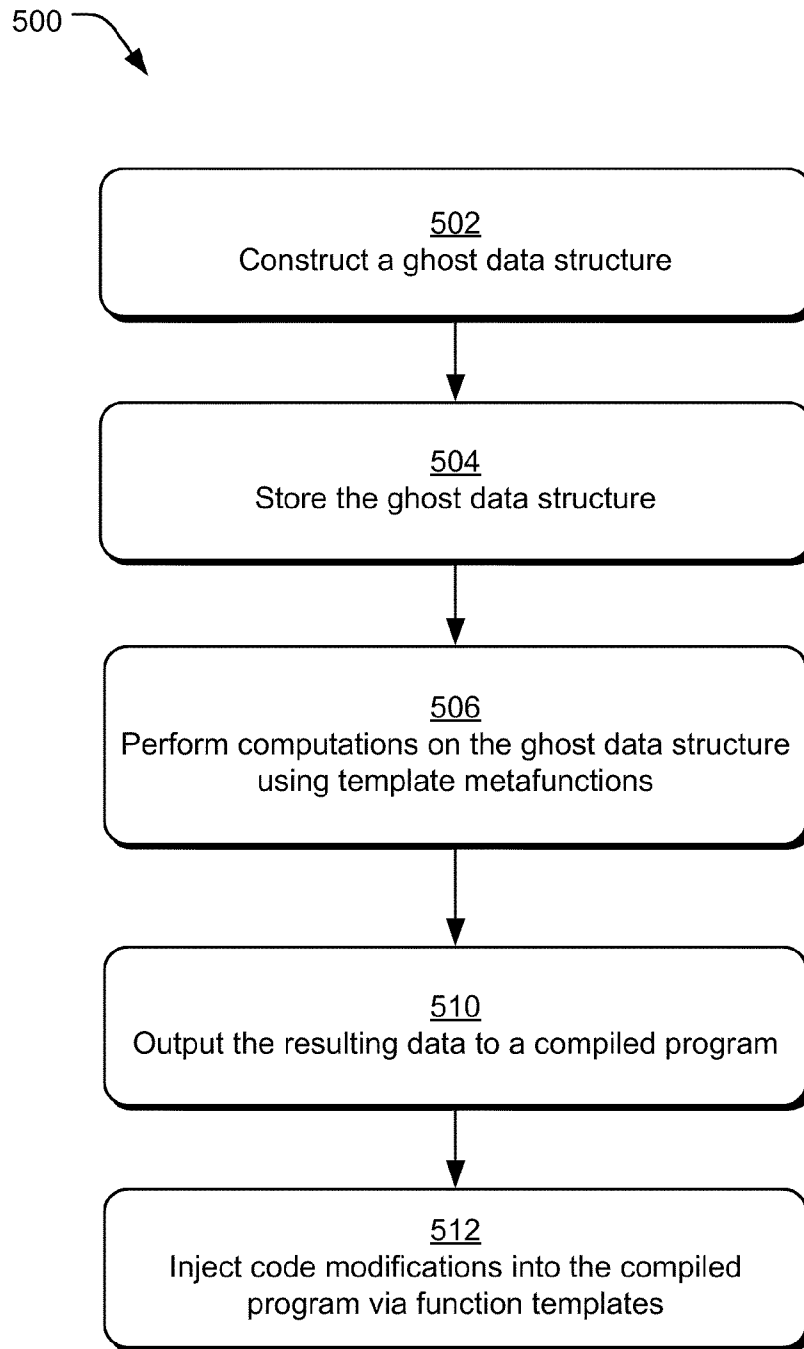 500
502
Construct a ghost data structure
504
Store the ghost data structure
506
Perform computations on the ghost data structure
using template metafunctions
510
Output the resulting data to a compiled program
512
Inject code modifications into the compiled
program via function templates